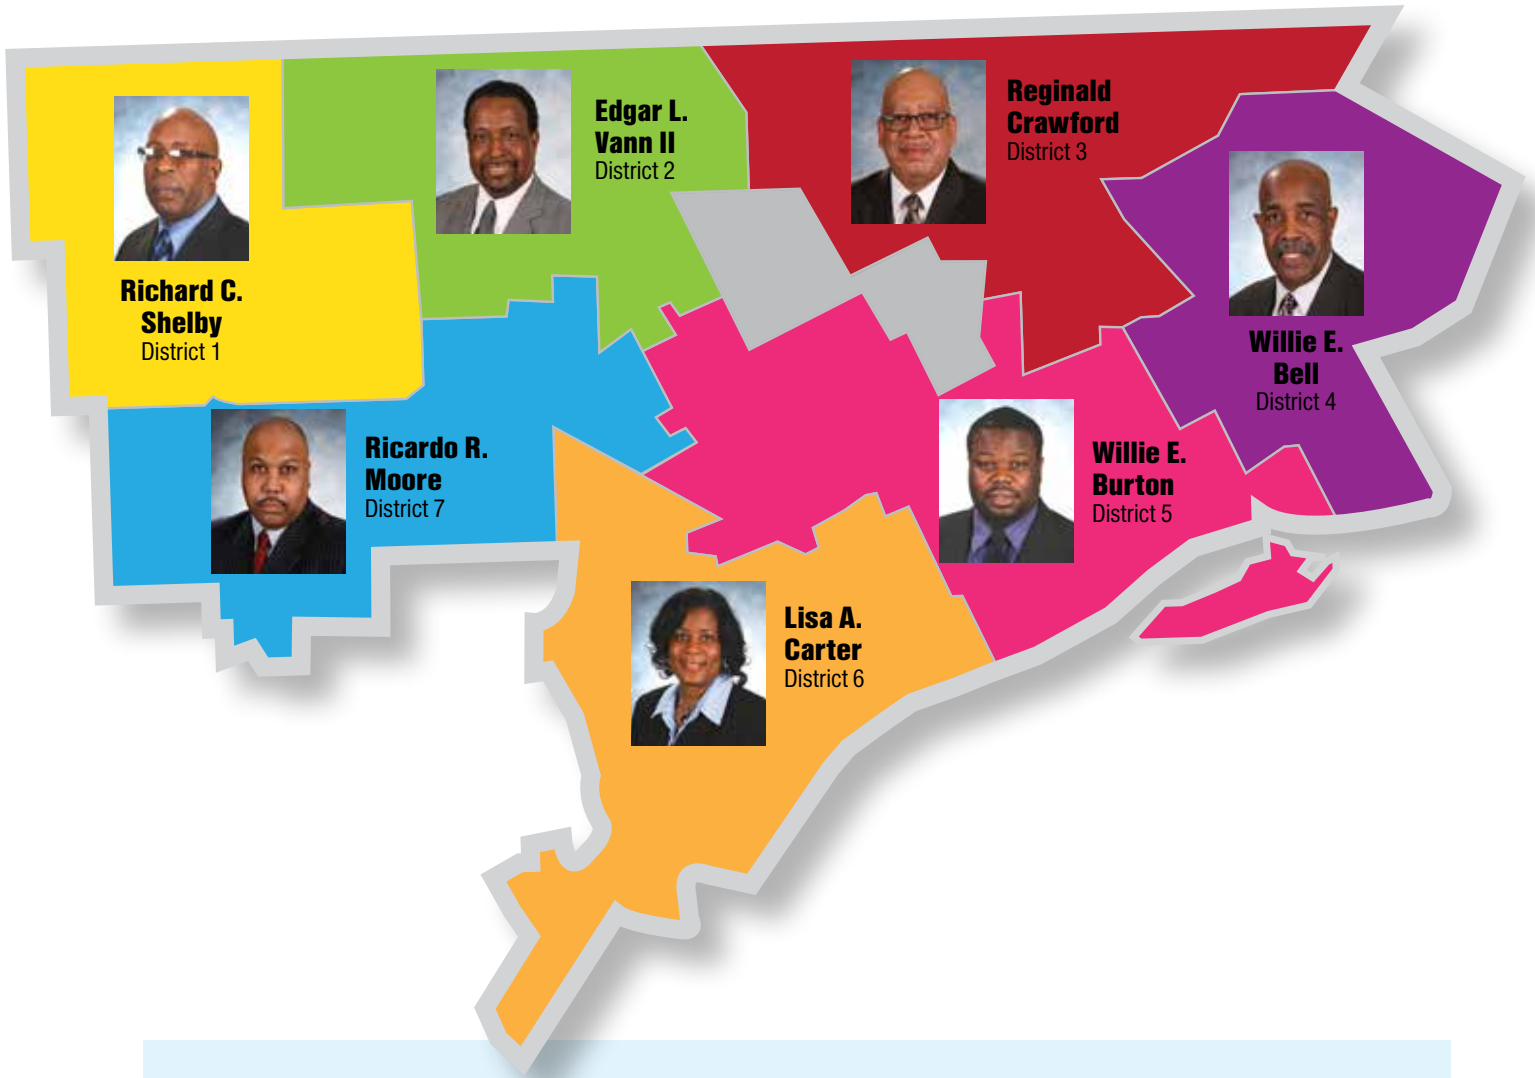 Richard C.
Shelby
District 1
Edgar L.
Vann II
District 2
Reginald
Crawford
District 3
Willie E.
Bell
District 4
Ricardo R.
Moore
District 7
Willie E.
Burton
District 5
Lisa A.
Carter
District 6